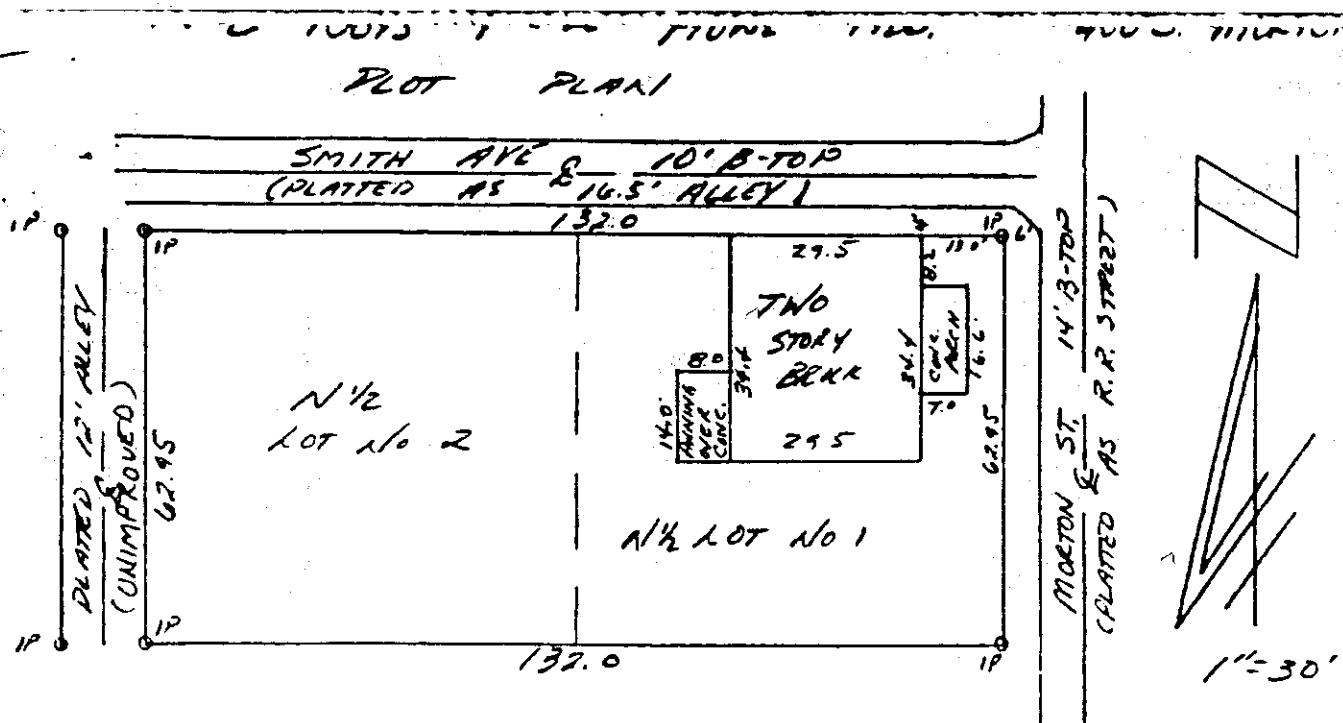 PLOT PLAN
SMITH AVE ℄ 10' B-TOP
(PLATTED AS 16.5' ALLEY)
132.0
IP
IP
IP
6'
29.5
13.0'
8.2
TWO
STORY
BRKK
34.4
34.4
CONC.
16.6
7.0
8.0
14.0
AWNING
OVER
CONC.
29.5
N 1/2
LOT No 2
N 1/2 LOT No 1
62.95
62.95
PLATTED 12' ALLEY
℄
(UNIMPROVED)
MORTON ST. 14' B-TOP
℄
(PLATTED AS R.R. STREET)
N
IP
IP
IP
132.0
1"=30'